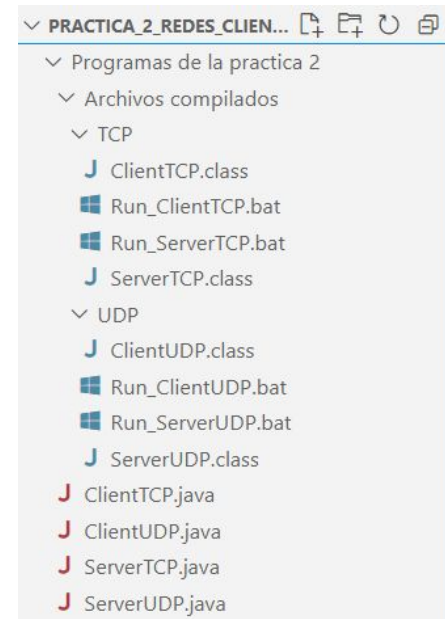 PRACTICA_2_REDES_CLIEN...
Programas de la practica 2
Archivos compilados
TCP
J ClientTCP.class
Run_ClientTCP.bat
Run_ServerTCP.bat
J ServerTCP.class
UDP
J ClientUDP.class
Run_ClientUDP.bat
Run_ServerUDP.bat
J ServerUDP.class
J ClientTCP.java
J ClientUDP.java
J ServerTCP.java
J ServerUDP.java